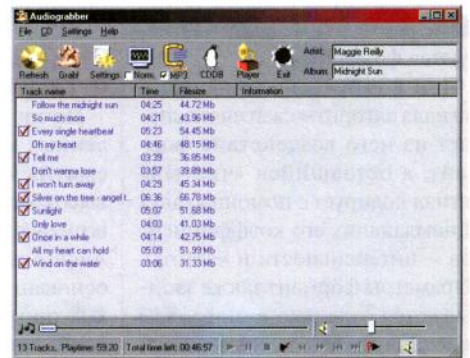 Audiograbber
File CD Settings Help
Refresh Grab! Settings Norm. MP3 CDDB Player Exit
Artist: Maggie Reilly
Album: Midnight Sun
Track name Time Filesize Information
Follow the midnight sun 04:25 44.72 Mb
So much more 04:21 43.96 Mb
Every single heartbeat 05:23 54.45 Mb
Oh my heart 04:46 48.15 Mb
Tell me 03:39 36.85 Mb
Don't wanna lose 03:57 39.89 Mb
I won't turn away 04:29 45.34 Mb
Silver on the tree - angel t... 06:36 66.78 Mb
Sunlight 05:07 51.68 Mb
Only love 04:03 41.03 Mb
Once in a while 04:14 42.75 Mb
All my heart can hold 05:09 51.99 Mb
Wind on the water 03:06 31.33 Mb
13 Tracks, Playtime: 59:20 Total time left: 00:46:57